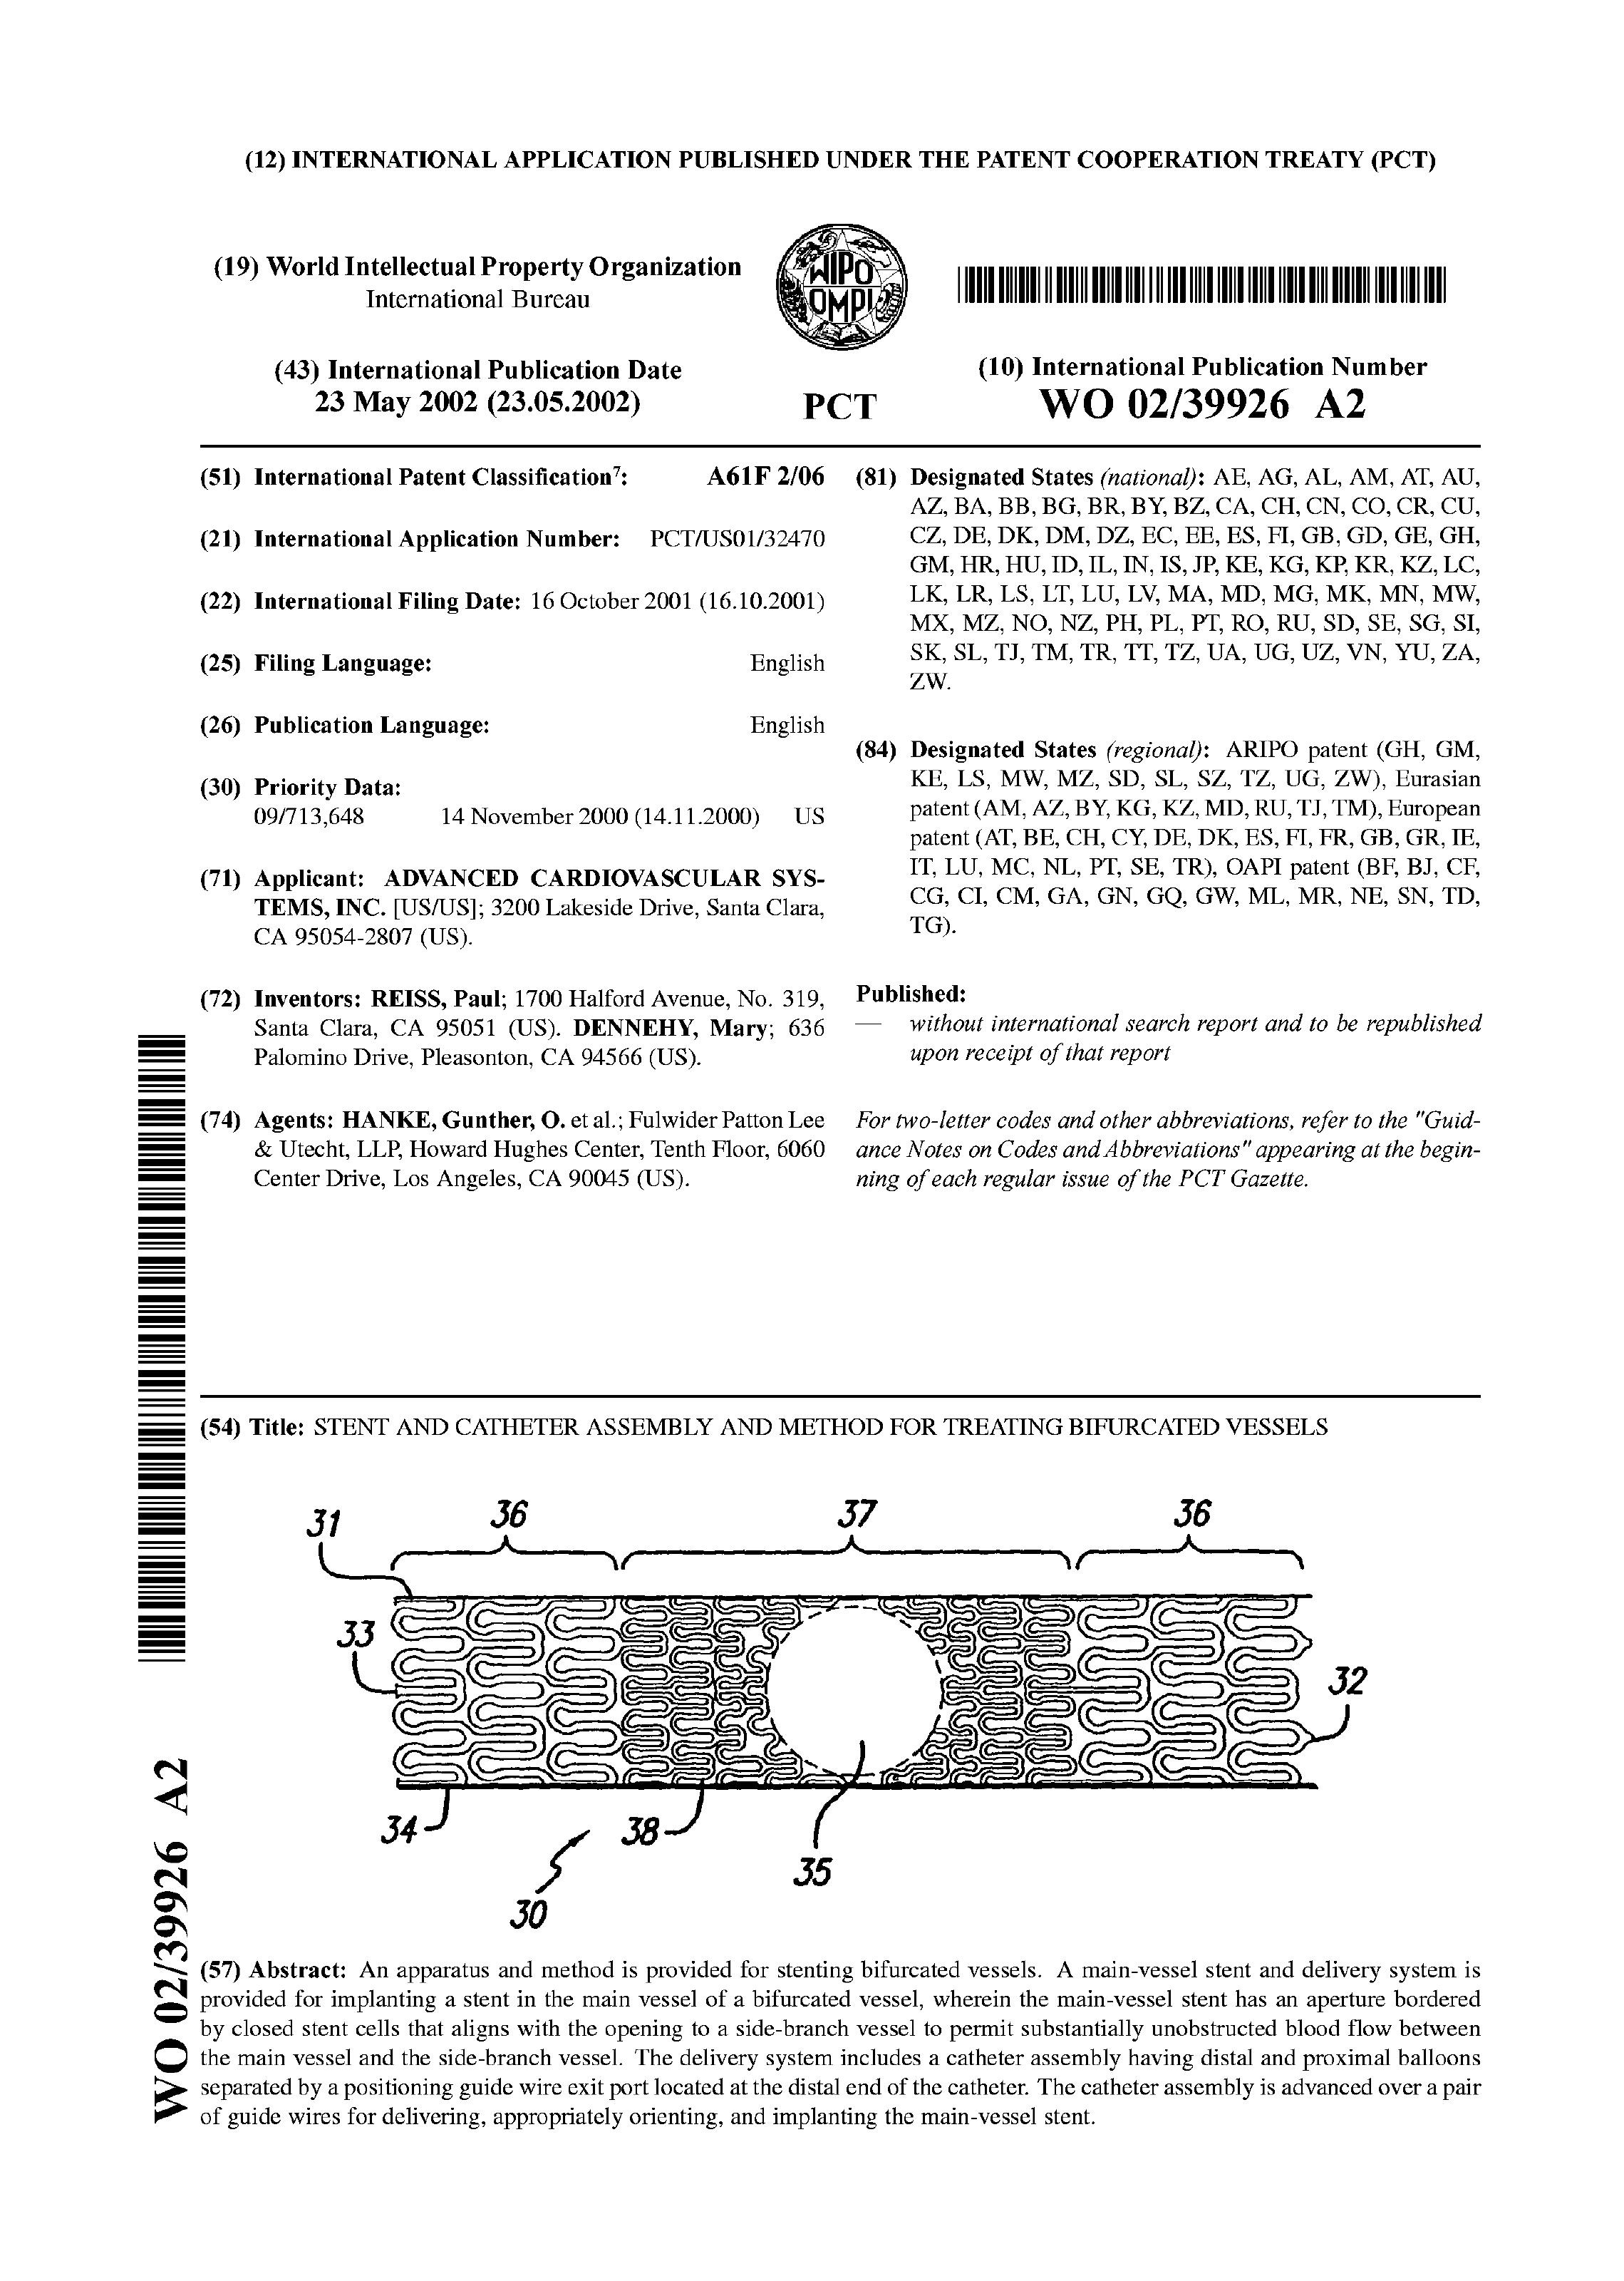 (12) INTERNATIONAL APPLICATION PUBLISHED UNDER THE PATENT COOPERATION TREATY (PCT)
(19) World Intellectual Property Organization
International Bureau
WIPO
OMPI
(43) International Publication Date
23 May 2002 (23.05.2002)
PCT
(10) International Publication Number
WO 02/39926 A2
(51) International Patent Classification7: A61F 2/06
(21) International Application Number: PCT/US01/32470
(22) International Filing Date: 16 October 2001 (16.10.2001)
(25) Filing Language: English
(26) Publication Language: English
(30) Priority Data:
09/713,648 14 November 2000 (14.11.2000) US
(71) Applicant: ADVANCED CARDIOVASCULAR SYS-
TEMS, INC. [US/US]; 3200 Lakeside Drive, Santa Clara,
CA 95054-2807 (US).
(72) Inventors: REISS, Paul; 1700 Halford Avenue, No. 319,
Santa Clara, CA 95051 (US). DENNEHY, Mary; 636
Palomino Drive, Pleasonton, CA 94566 (US).
(74) Agents: HANKE, Gunther, O. et al.; Fulwider Patton Lee
& Utecht, LLP, Howard Hughes Center, Tenth Floor, 6060
Center Drive, Los Angeles, CA 90045 (US).
(81) Designated States (national): AE, AG, AL, AM, AT, AU,
AZ, BA, BB, BG, BR, BY, BZ, CA, CH, CN, CO, CR, CU,
CZ, DE, DK, DM, DZ, EC, EE, ES, FI, GB, GD, GE, GH,
GM, HR, HU, ID, IL, IN, IS, JP, KE, KG, KP, KR, KZ, LC,
LK, LR, LS, LT, LU, LV, MA, MD, MG, MK, MN, MW,
MX, MZ, NO, NZ, PH, PL, PT, RO, RU, SD, SE, SG, SI,
SK, SL, TJ, TM, TR, TT, TZ, UA, UG, UZ, VN, YU, ZA,
ZW.
(84) Designated States (regional): ARIPO patent (GH, GM,
KE, LS, MW, MZ, SD, SL, SZ, TZ, UG, ZW), Eurasian
patent (AM, AZ, BY, KG, KZ, MD, RU, TJ, TM), European
patent (AT, BE, CH, CY, DE, DK, ES, FI, FR, GB, GR, IE,
IT, LU, MC, NL, PT, SE, TR), OAPI patent (BF, BJ, CF,
CG, CI, CM, GA, GN, GQ, GW, ML, MR, NE, SN, TD,
TG).
Published:
— without international search report and to be republished
upon receipt of that report
For two-letter codes and other abbreviations, refer to the "Guid-
ance Notes on Codes and Abbreviations" appearing at the begin-
ning of each regular issue of the PCT Gazette.
(54) Title: STENT AND CATHETER ASSEMBLY AND METHOD FOR TREATING BIFURCATED VESSELS
31 36 37 36
33
32
34 38
35
30
(57) Abstract: An apparatus and method is provided for stenting bifurcated vessels. A main-vessel stent and delivery system is
provided for implanting a stent in the main vessel of a bifurcated vessel, wherein the main-vessel stent has an aperture bordered
by closed stent cells that aligns with the opening to a side-branch vessel to permit substantially unobstructed blood flow between
the main vessel and the side-branch vessel. The delivery system includes a catheter assembly having distal and proximal balloons
separated by a positioning guide wire exit port located at the distal end of the catheter. The catheter assembly is advanced over a pair
of guide wires for delivering, appropriately orienting, and implanting the main-vessel stent.
WO 02/39926 A2